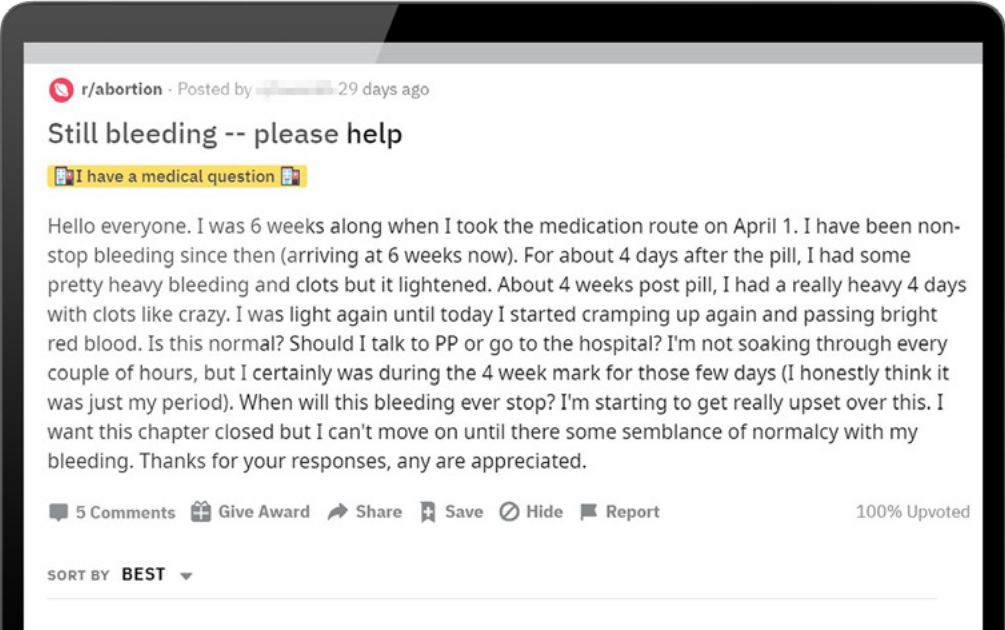 r/abortion · Posted by 29 days ago
Still bleeding -- please help
I have a medical question
Hello everyone. I was 6 weeks along when I took the medication route on April 1. I have been non-
stop bleeding since then (arriving at 6 weeks now). For about 4 days after the pill, I had some
pretty heavy bleeding and clots but it lightened. About 4 weeks post pill, I had a really heavy 4 days
with clots like crazy. I was light again until today I started cramping up again and passing bright
red blood. Is this normal? Should I talk to PP or go to the hospital? I'm not soaking through every
couple of hours, but I certainly was during the 4 week mark for those few days (I honestly think it
was just my period). When will this bleeding ever stop? I'm starting to get really upset over this. I
want this chapter closed but I can't move on until there some semblance of normalcy with my
bleeding. Thanks for your responses, any are appreciated.
5 Comments Give Award Share Save Hide Report 100% Upvoted
SORT BY BEST